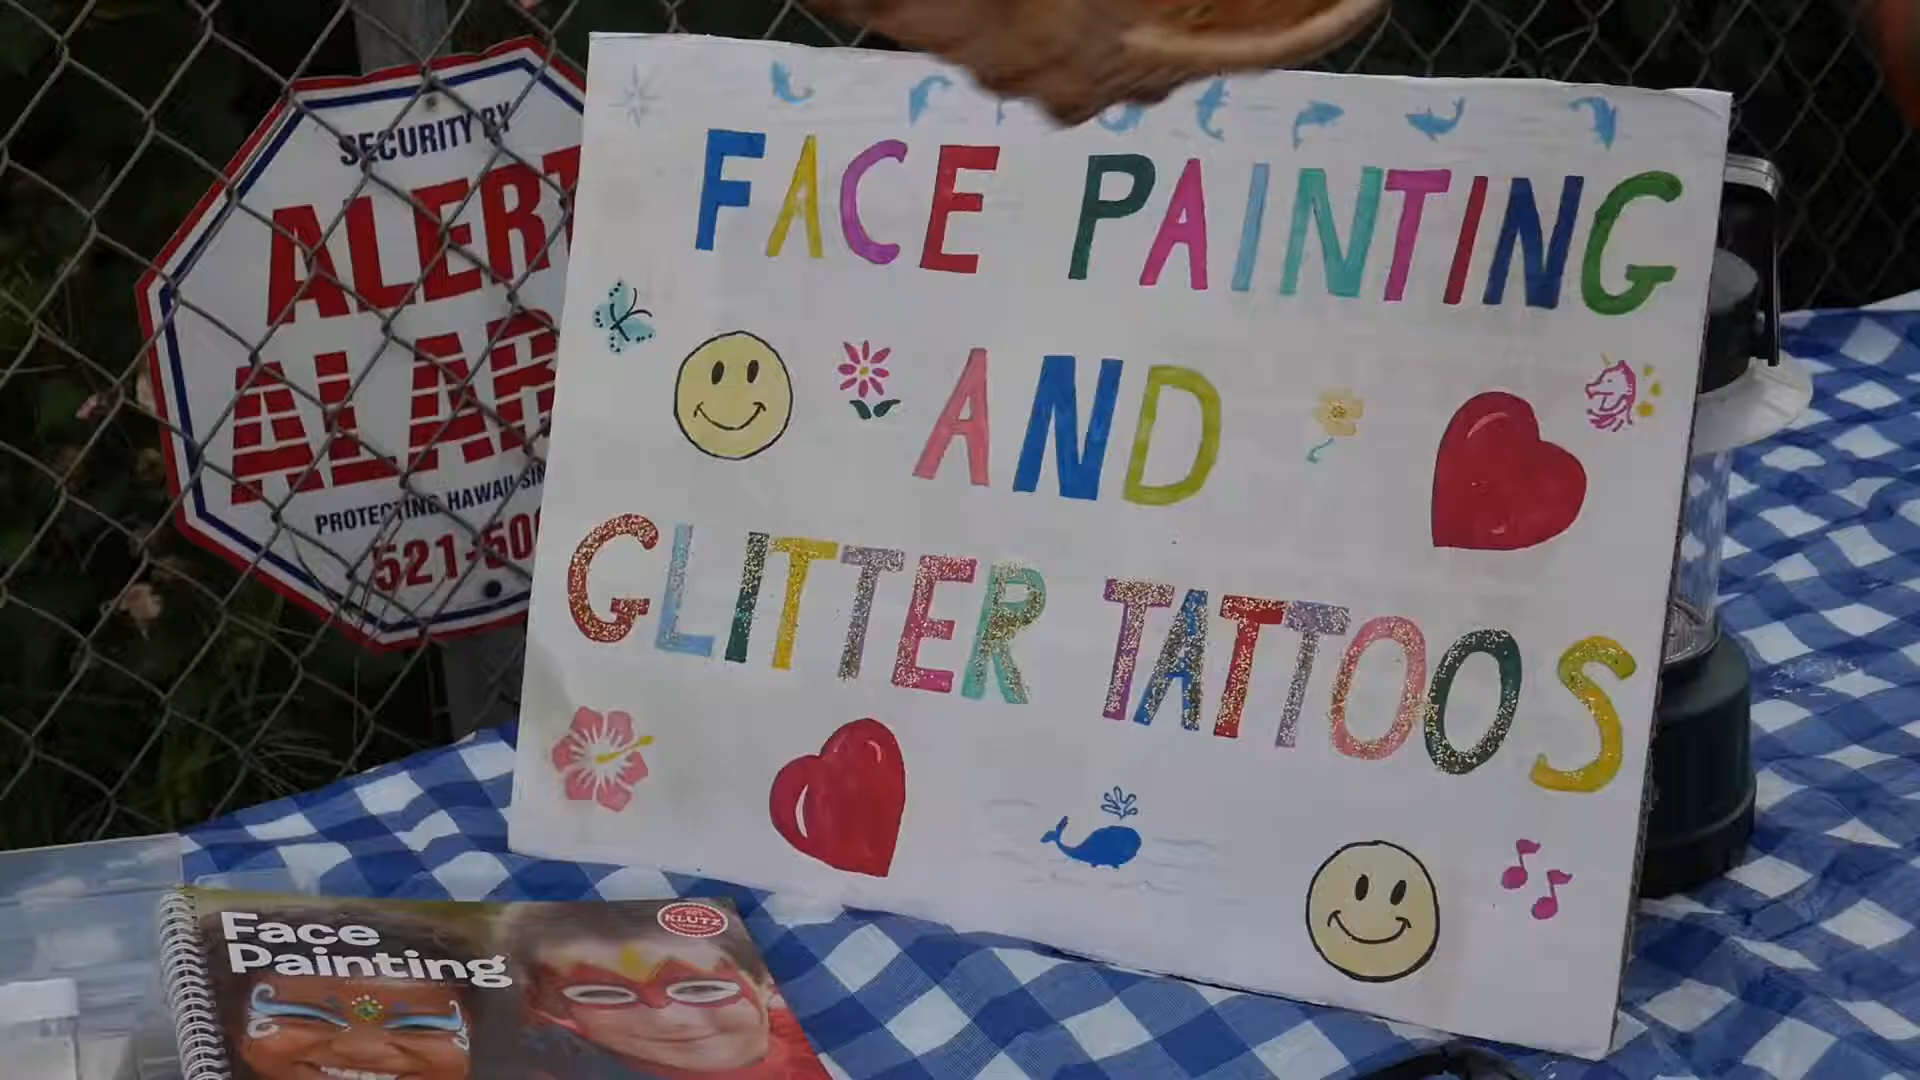 SECURITY BY
ALERT
ALAR
PROTECTING HAWAII SIN
521-50
FACE PAINTING
AND
GLITTER TATTOOS
Face
Painting
KLUTZ